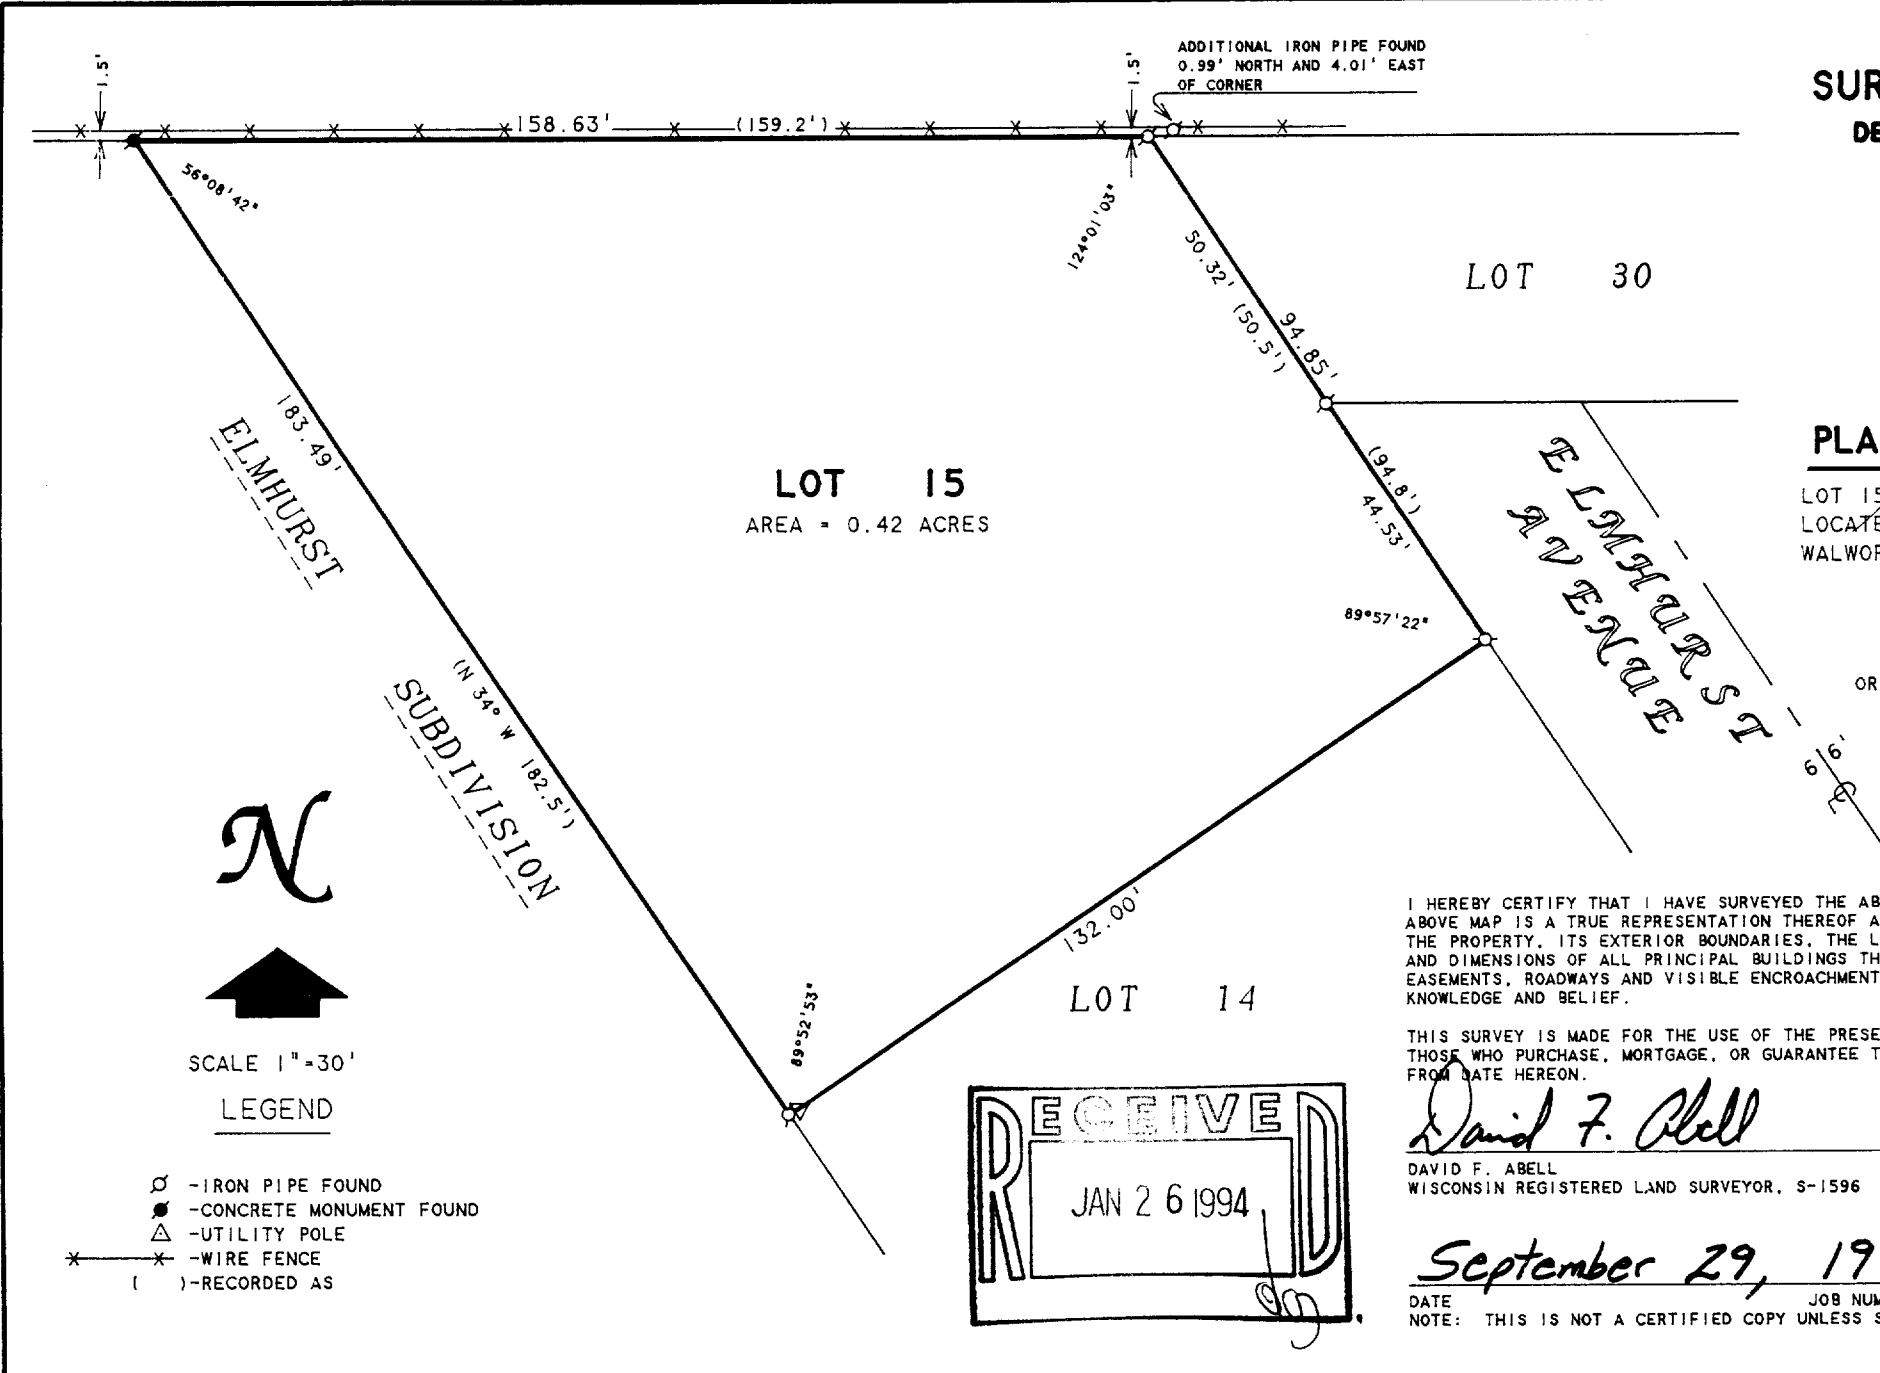 1.5'
1.5'
ADDITIONAL IRON PIPE FOUND
0.99' NORTH AND 4.01' EAST
OF CORNER
SUR
DE
158.63'
(159.2')
56°08'42"
124°01'03"
50.32'
(50.5')
94.85'
LOT 30
183.49'
ELMHURST
LOT 15
AREA = 0.42 ACRES
(94.8')
44.53'
ELMHURST
AVENUE
PLA
LOT 15
LOCATE
WALWOR
89°57'22"
OR
(N 34° W 182.5')
SUBDIVISION
66'
N
132.00'
89°52'53"
LOT 14
SCALE 1"=30'
LEGEND
-IRON PIPE FOUND
-CONCRETE MONUMENT FOUND
-UTILITY POLE
-WIRE FENCE
( )-RECORDED AS
RECEIVED
JAN 26 1994
I HEREBY CERTIFY THAT I HAVE SURVEYED THE AB
ABOVE MAP IS A TRUE REPRESENTATION THEREOF A
THE PROPERTY, ITS EXTERIOR BOUNDARIES, THE L
AND DIMENSIONS OF ALL PRINCIPAL BUILDINGS TH
EASEMENTS, ROADWAYS AND VISIBLE ENCROACHMENT
KNOWLEDGE AND BELIEF.
THIS SURVEY IS MADE FOR THE USE OF THE PRESE
THOSE WHO PURCHASE, MORTGAGE, OR GUARANTEE T
FROM DATE HEREON.
David F. Abell
DAVID F. ABELL
WISCONSIN REGISTERED LAND SURVEYOR, S-1596
September 29, 19
DATE JOB NUM
NOTE: THIS IS NOT A CERTIFIED COPY UNLESS S